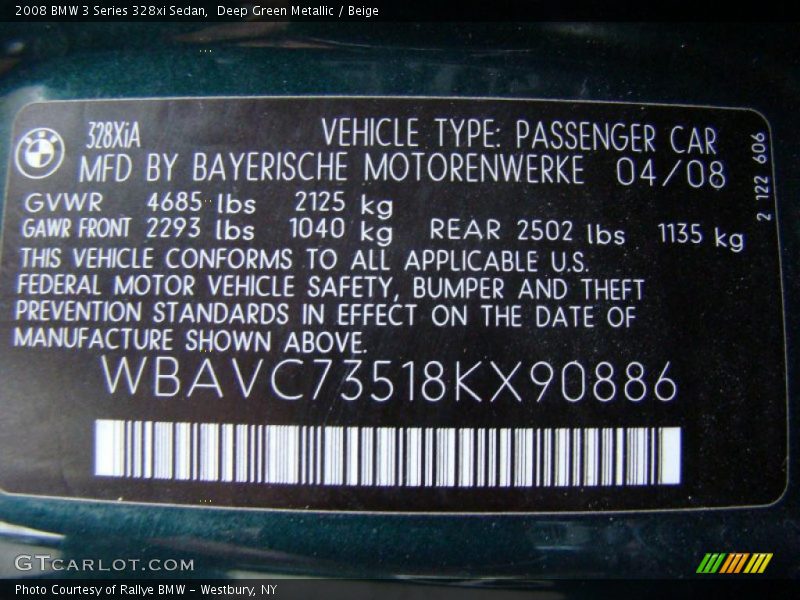 2008 BMW 3 Series 328xi Sedan,  Deep Green Metallic / Beige
328XiA VEHICLE TYPE: PASSENGER CAR
MFD BY BAYERISCHE MOTORENWERKE 04/08
GVWR 4685 lbs 2125 kg
GAWR FRONT 2293 lbs 1040 kg REAR 2502 lbs 1135 kg
THIS VEHICLE CONFORMS TO ALL APPLICABLE U.S.
FEDERAL MOTOR VEHICLE SAFETY, BUMPER AND THEFT
PREVENTION STANDARDS IN EFFECT ON THE DATE OF
MANUFACTURE SHOWN ABOVE.
WBAVC73518KX90886
2 122 606
GTCARLOT.COM
Photo Courtesy of Rallye BMW - Westbury, NY